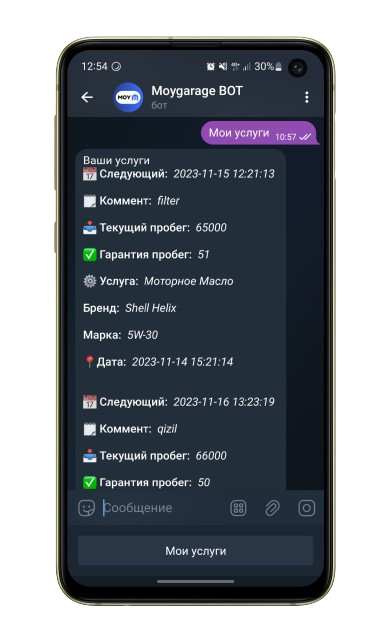 12:54 30%
Moygarage BOT
MOY
бот
Мои услуги 10:57
Ваши услуги
Следующий: 2023-11-15 12:21:13
Коммент: filter
Текущий пробег: 65000
Гарантия пробег: 51
Услуга: Моторное Масло
Бренд: Shell Helix
Марка: 5W-30
Дата: 2023-11-14 15:21:14
Следующий: 2023-11-16 13:23:19
Коммент: qizil
Текущий пробег: 66000
Гарантия пробег: 50
Сообщение
Мои услуги